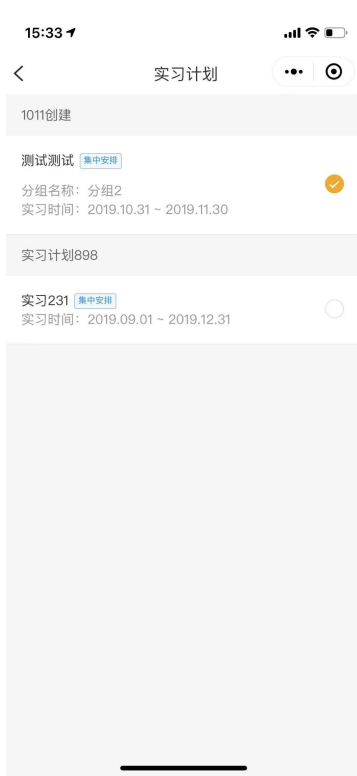 15:33
实习计划
1011创建
测试测试 集中安排
分组名称：分组2
实习时间：2019.10.31 ~ 2019.11.30
实习计划898
实习231 集中安排
实习时间：2019.09.01 ~ 2019.12.31